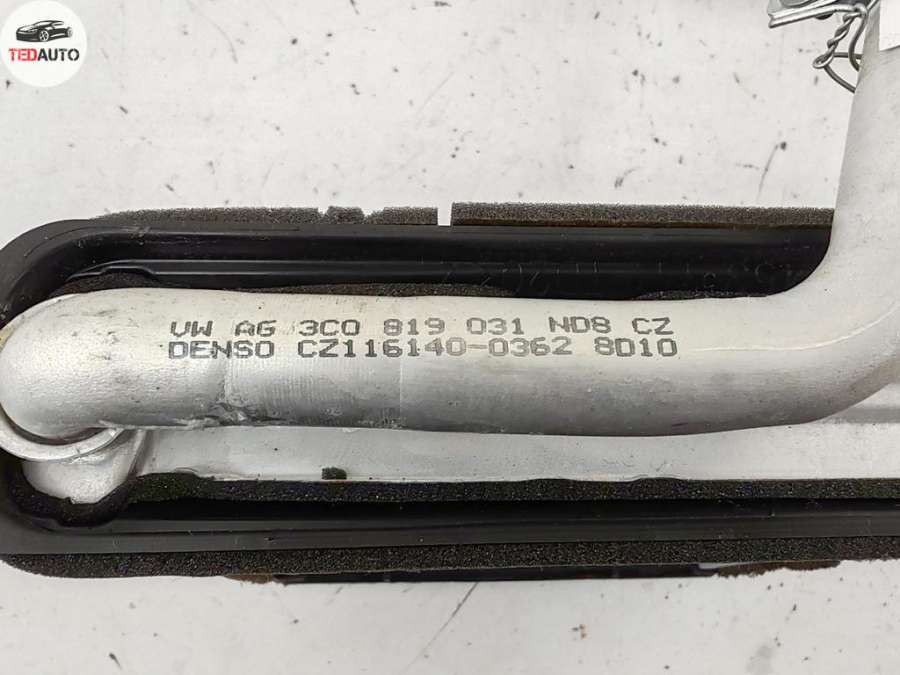 TEDAUTO
VW AG 3C0 819 031 ND8 CZ
DENSO CZ116140-0362 8D10